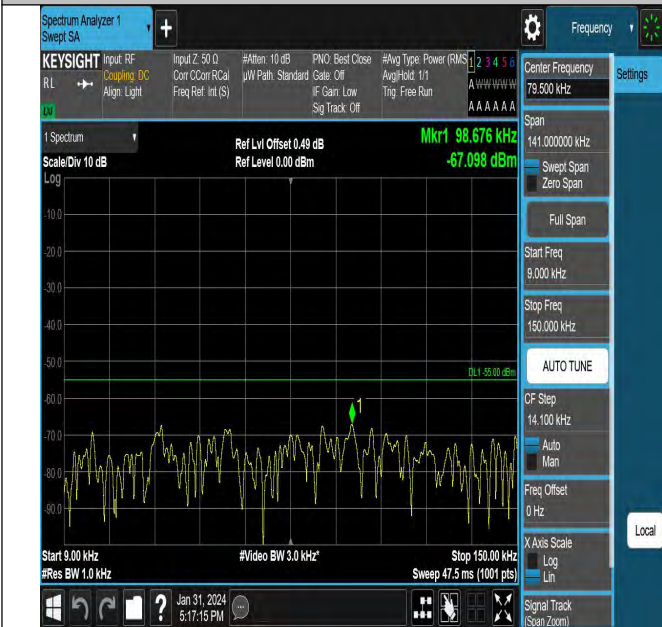 Spectrum Analyzer 1
Swept SA
+
Frequency
KEYSIGHT
RL
Input: RF
Coupling: DC
Align: Light
Input Z: 50 Ω
Corr CCorr RCal
Freq Ref: Int (S)
#Atten: 10 dB
µW Path: Standard
PNO: Best Close
Gate: Off
IF Gain: Low
Sig Track: Off
#Avg Type: Power (RMS
Avg|Hold: 1/1
Trig: Free Run
1 2 3 4 5 6
A W W W W W
A A A A A A
Center Frequency
79.500 kHz
Settings
Span
141.000000 kHz
Swept Span
Zero Span
Full Span
Start Freq
9.000 kHz
Stop Freq
150.000 kHz
AUTO TUNE
CF Step
14.100 kHz
Auto
Man
Freq Offset
0 Hz
X Axis Scale
Log
Lin
Signal Track
(Span Zoom)
Local
1 Spectrum
Scale/Div 10 dB
Ref Lvl Offset 0.49 dB
Ref Level 0.00 dBm
Mkr1 98.676 kHz
-67.098 dBm
Log
-10.0
-20.0
-30.0
-40.0
-50.0
-60.0
-70.0
-80.0
-90.0
DL1 -55.00 dBm
1
Start 9.00 kHz
#Res BW 1.0 kHz
#Video BW 3.0 kHz*
Stop 150.00 kHz
Sweep 47.5 ms (1001 pts)
?
Jan 31, 2024
5:17:15 PM